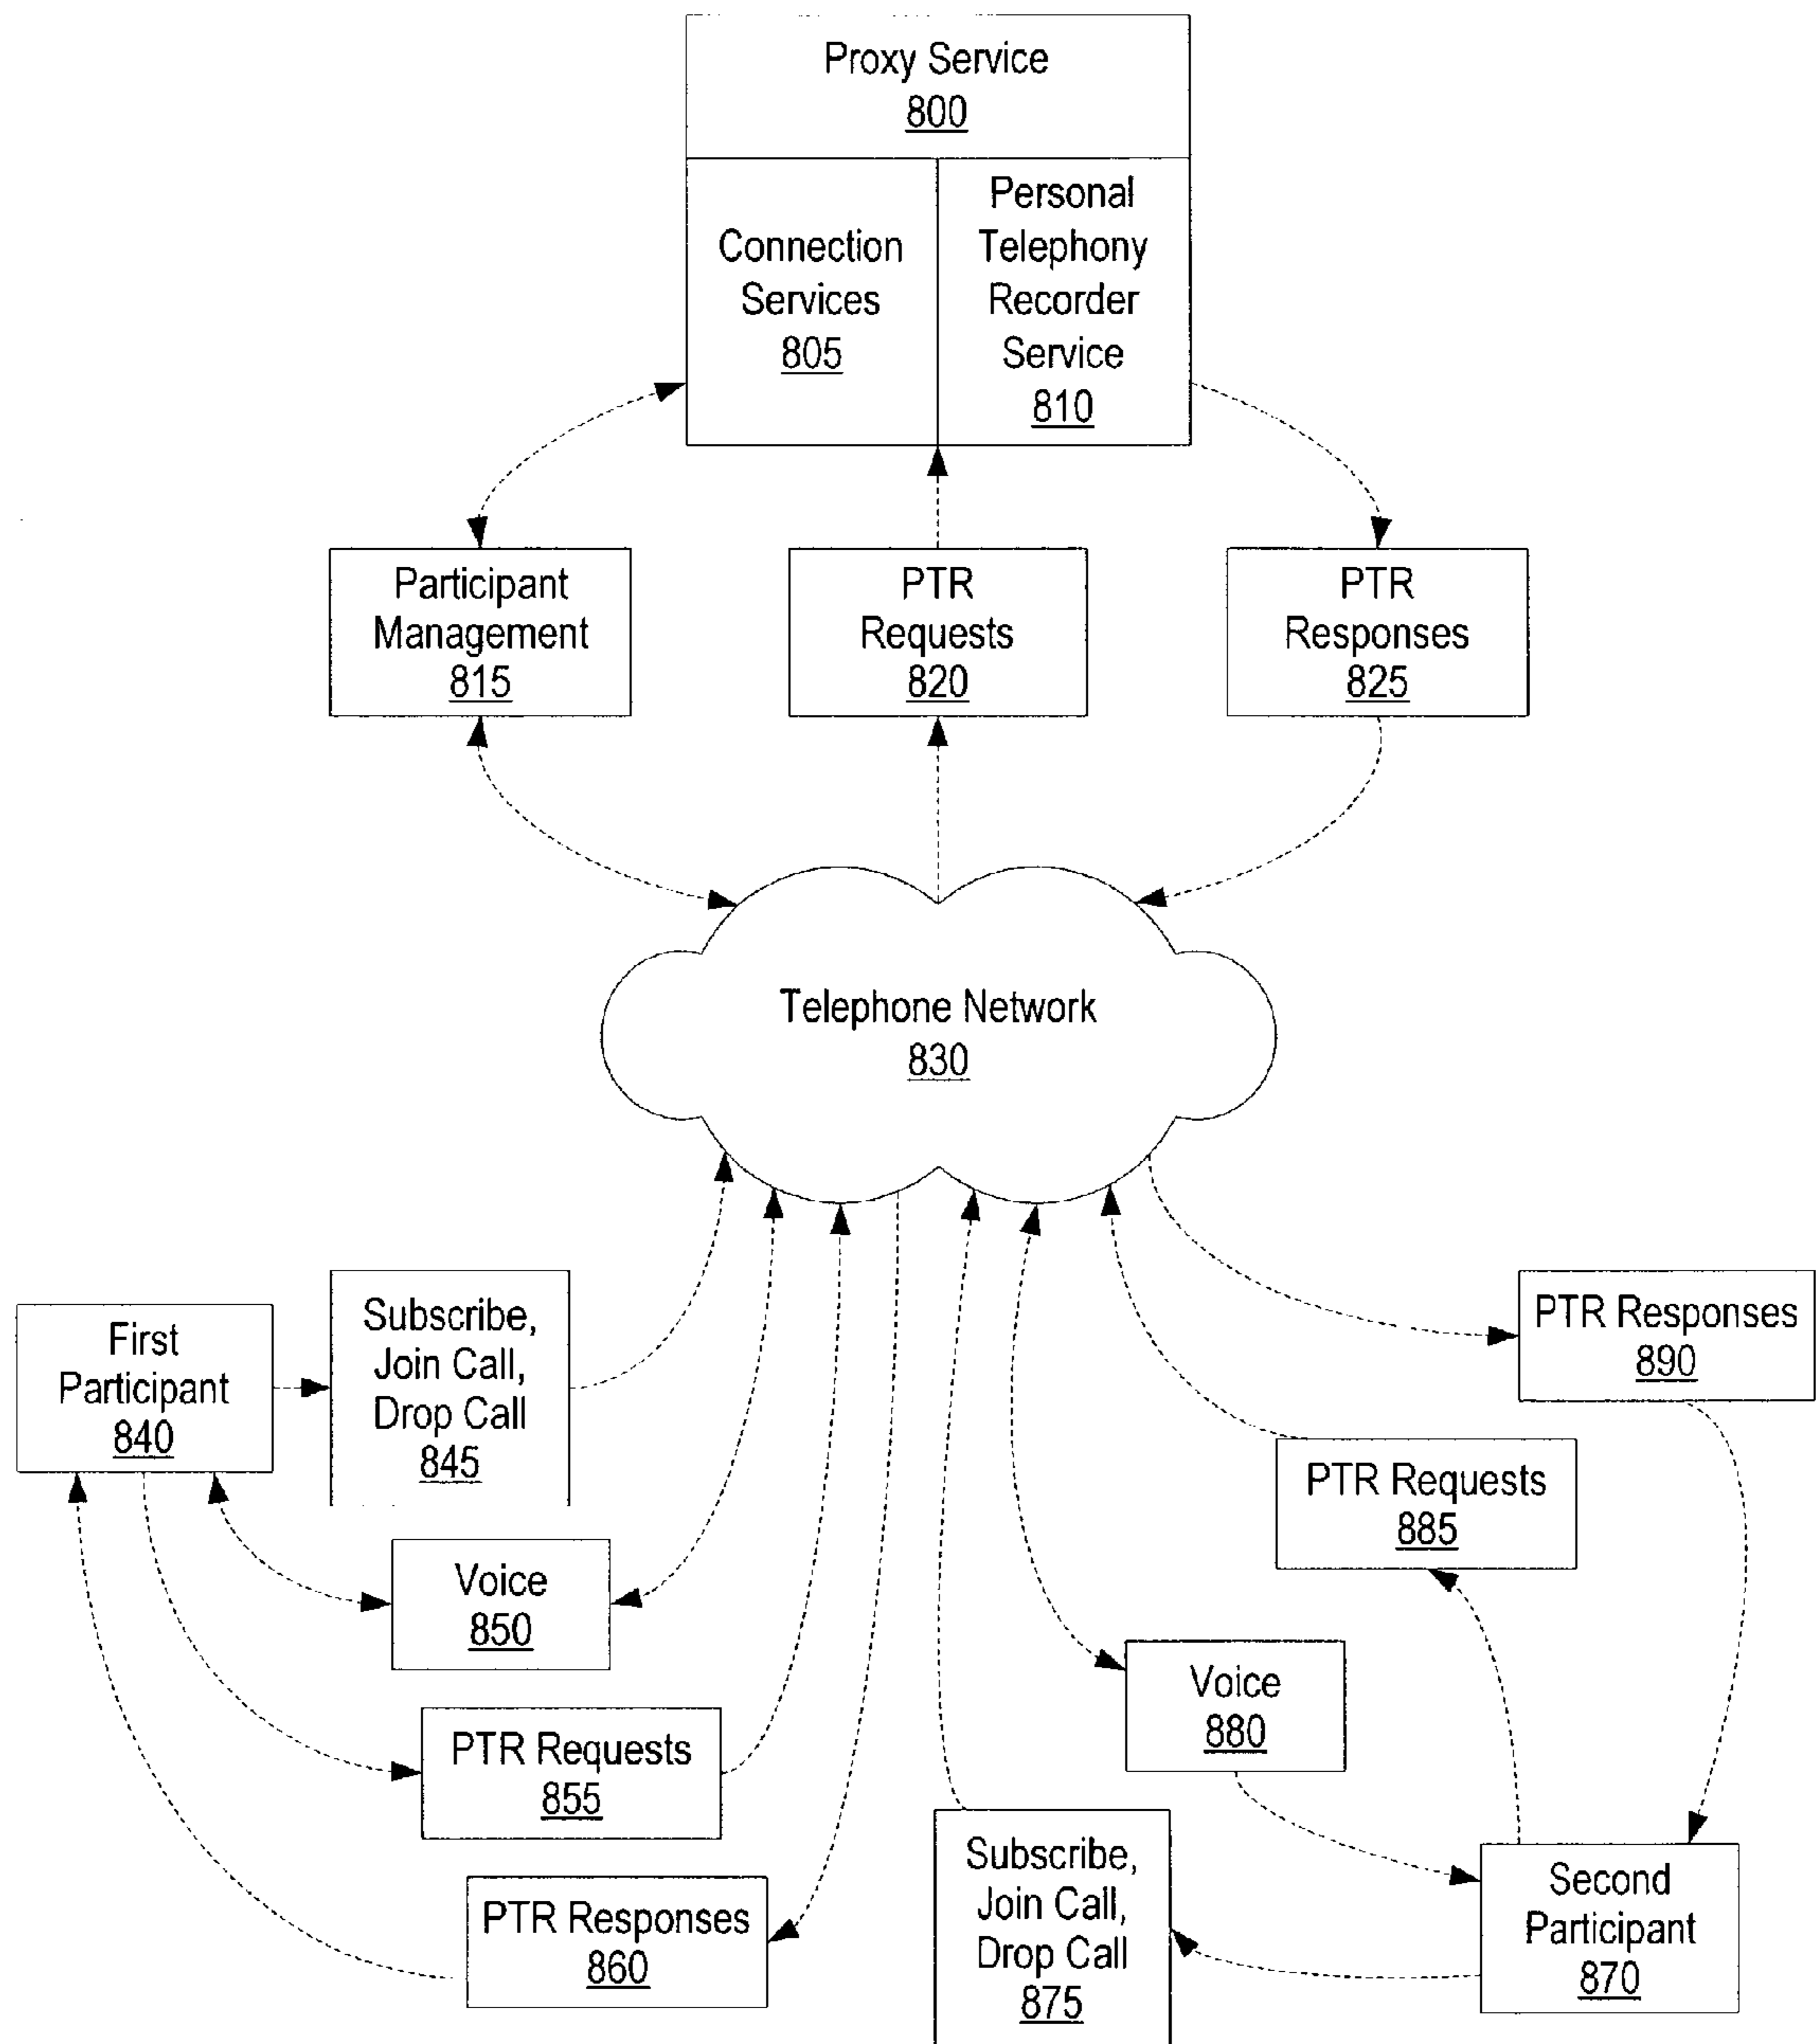 Proxy Service
800
Connection
Services
805
Personal
Telephony
Recorder
Service
810
Participant
Management
815
PTR
Requests
820
PTR
Responses
825
Telephone Network
830
First
Participant
840
Subscribe,
Join Call,
Drop Call
845
Voice
850
PTR Requests
855
PTR Responses
860
PTR Responses
890
PTR Requests
885
Voice
880
Subscribe,
Join Call,
Drop Call
875
Second
Participant
870